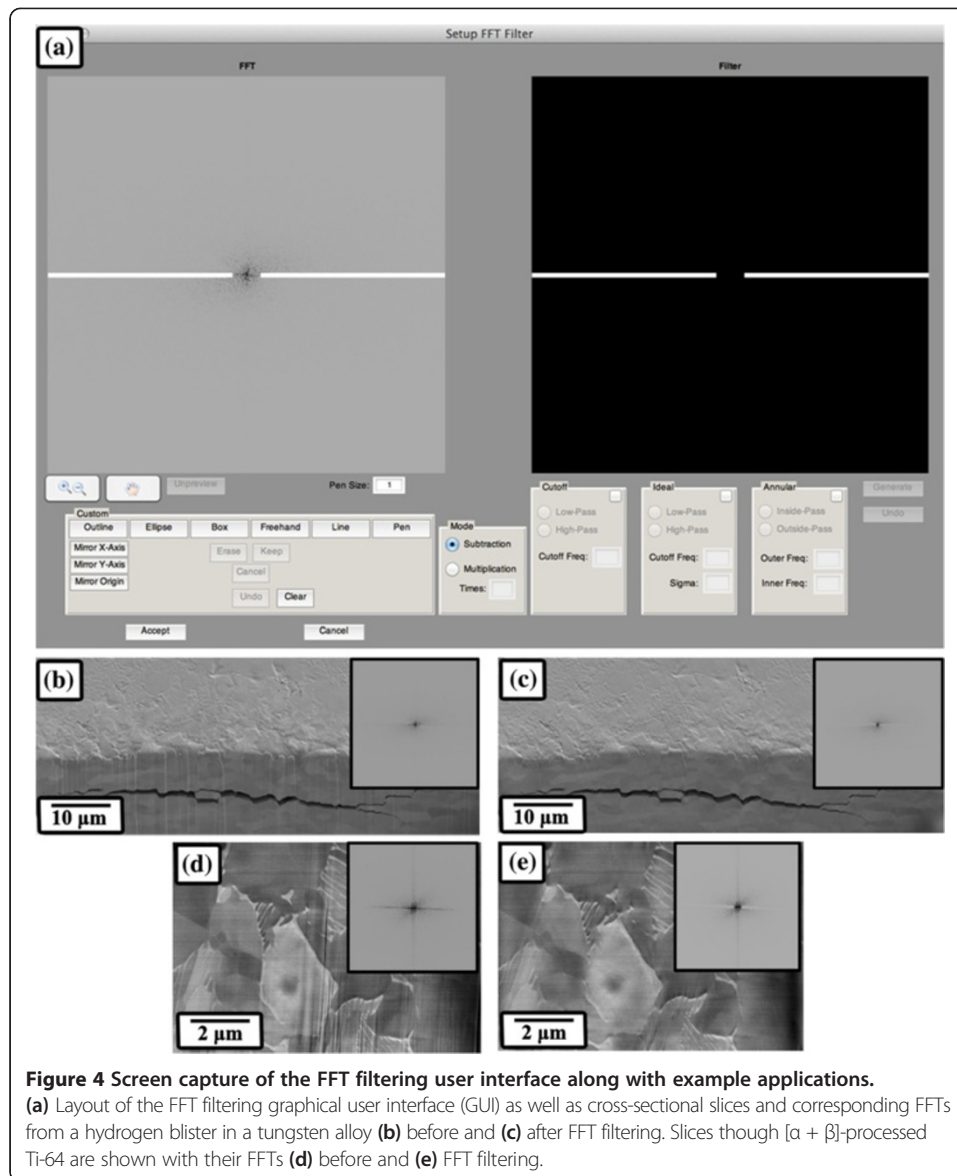 (a)
Setup FFT Filter
FFT
Filter
Unpreview
Pen Size: 1
Custom
Outline Ellipse Box Freehand Line Pen
Mirror X-Axis
Mirror Y-Axis
Mirror Origin
Erase Keep
Cancel
Undo Clear
Accept Cancel
Mode
Subtraction
Multiplication
Times:
Cutoff
Low-Pass
High-Pass
Cutoff Freq:
Ideal
Low-Pass
High-Pass
Cutoff Freq:
Sigma:
Annular
Inside-Pass
Outside-Pass
Outer Freq:
Inner Freq:
Generate
Undo
(b)
10 µm
(c)
10 µm
(d)
2 µm
(e)
2 µm
Figure 4 Screen capture of the FFT filtering user interface along with example applications.
(a) Layout of the FFT filtering graphical user interface (GUI) as well as cross-sectional slices and corresponding FFTs
from a hydrogen blister in a tungsten alloy (b) before and (c) after FFT filtering. Slices though [α + β]-processed
Ti-64 are shown with their FFTs (d) before and (e) FFT filtering.